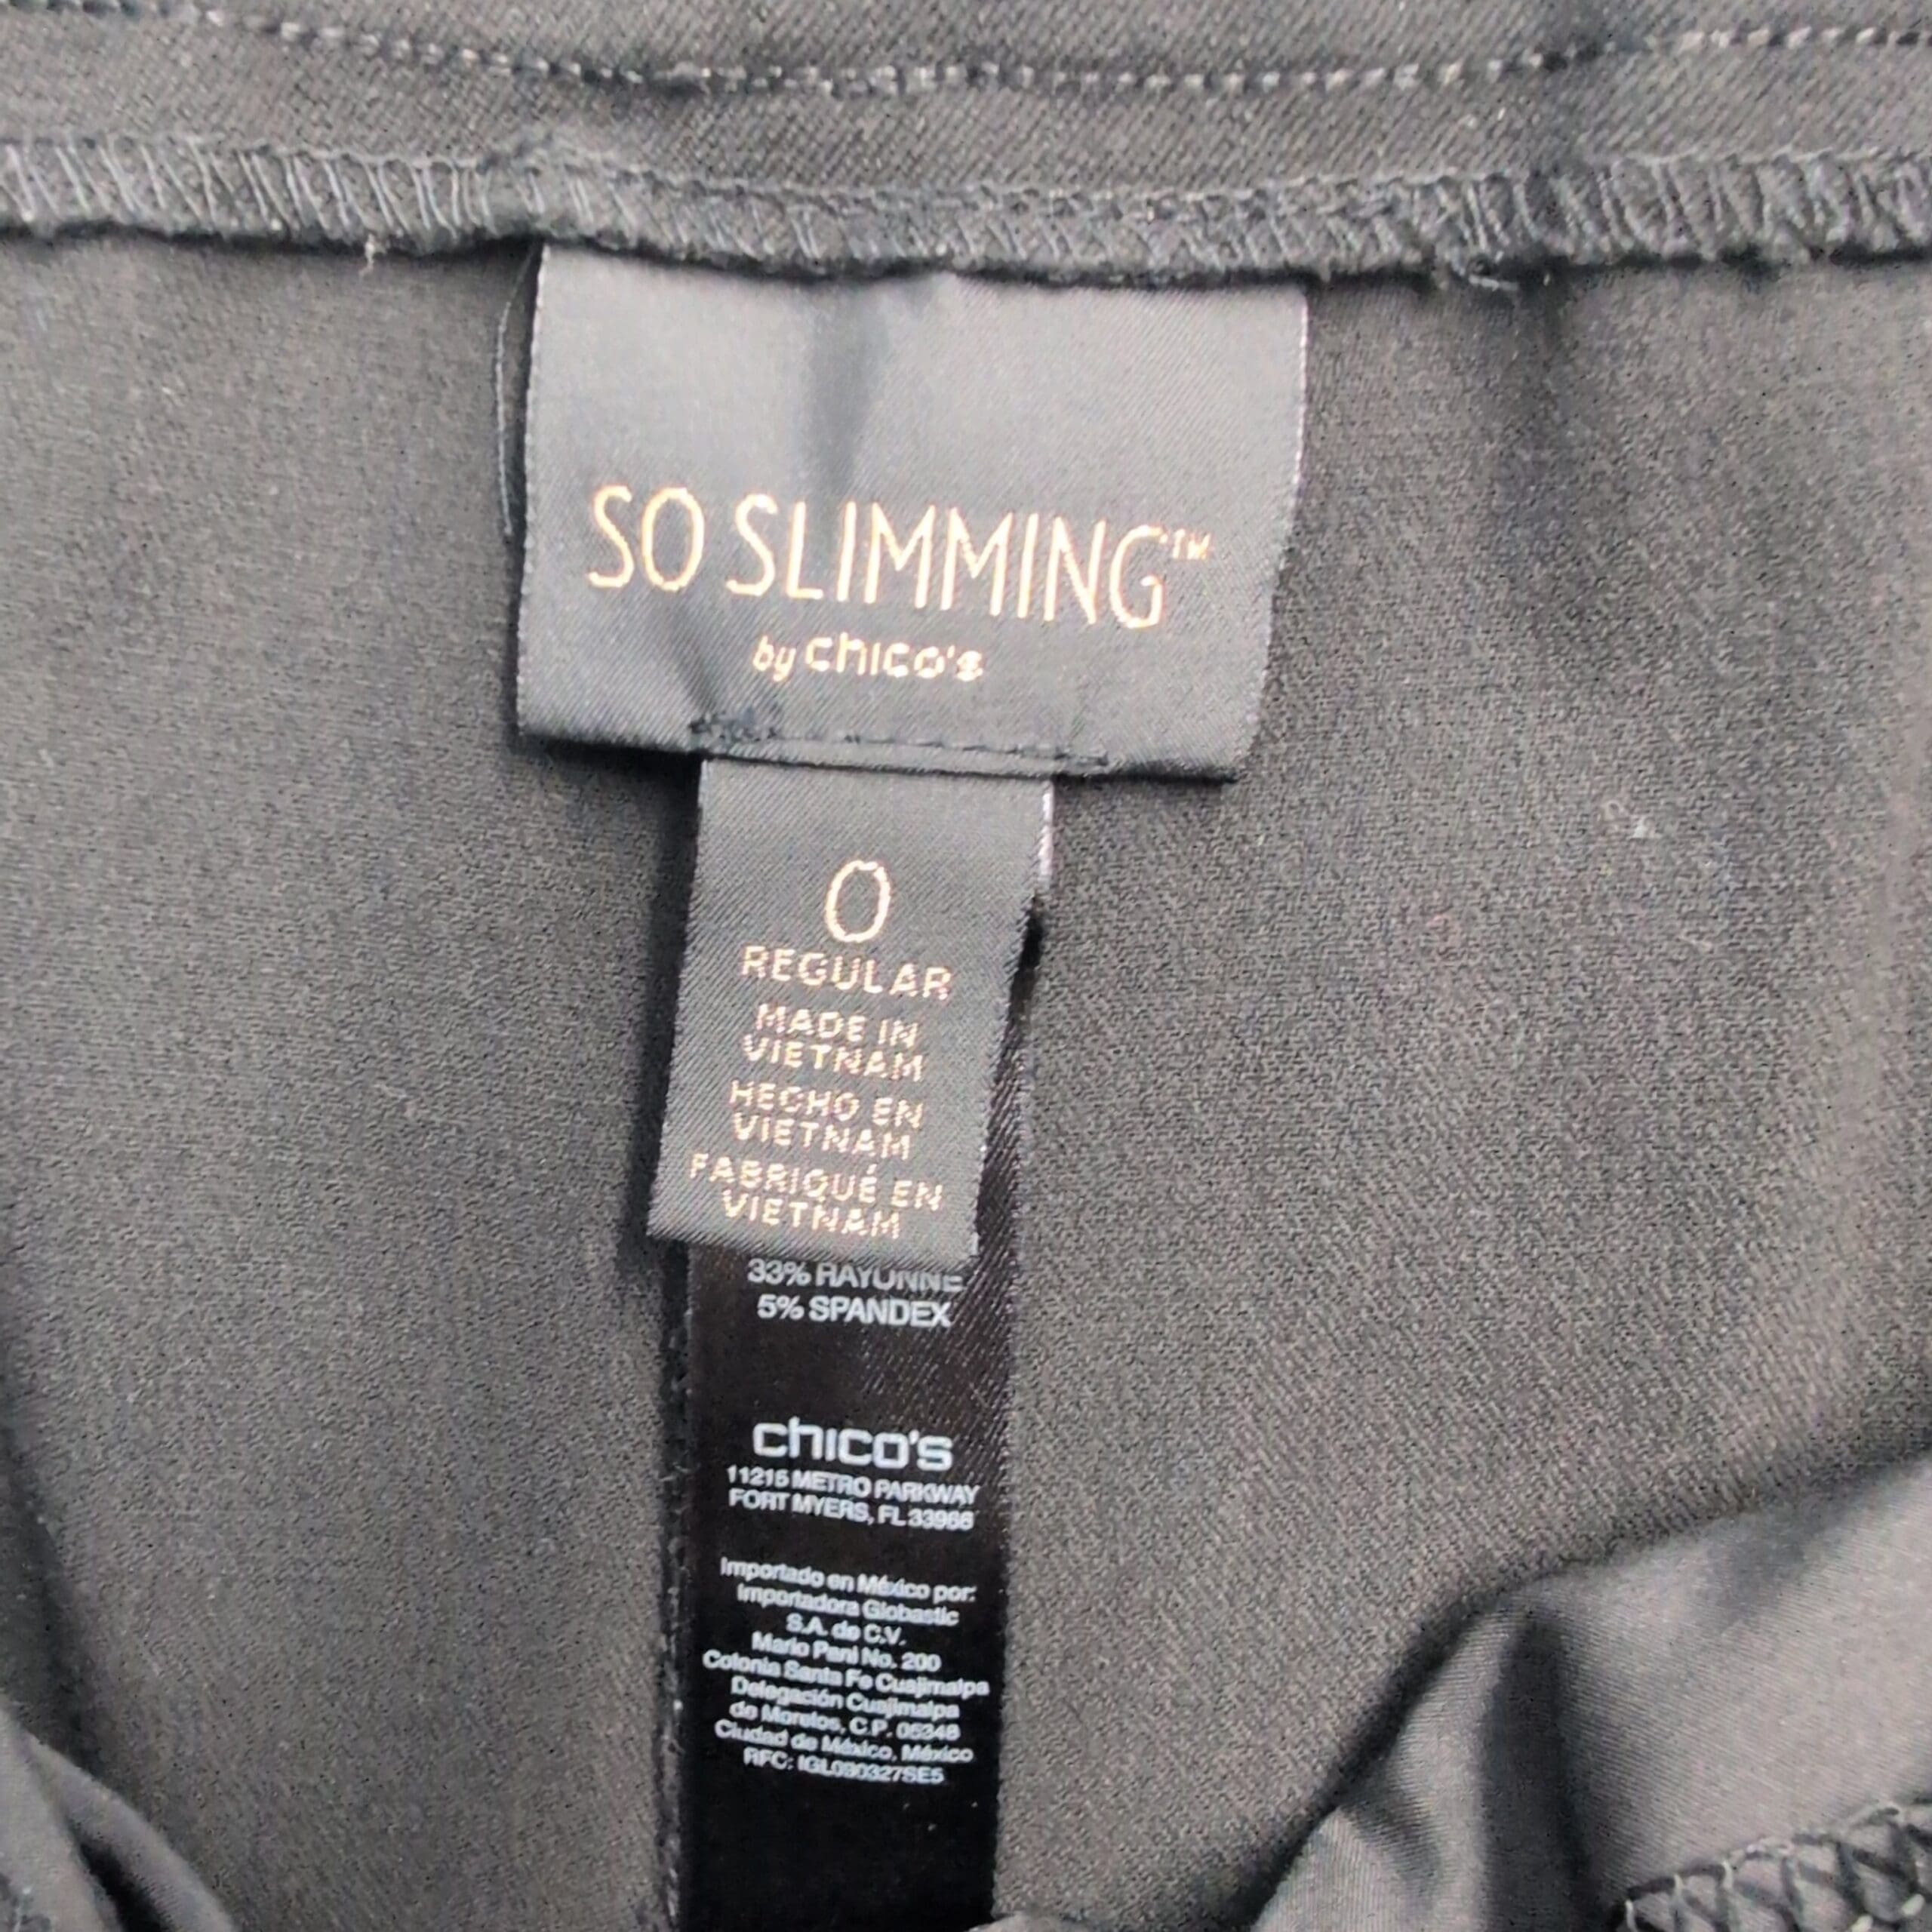 SO SLIMMING™
by chico's
0
REGULAR
MADE IN
VIETNAM
HECHO EN
VIETNAM
FABRIQUÉ EN
VIETNAM
33% RAYONNE
5% SPANDEX
chico's
11215 METRO PARKWAY
FORT MYERS, FL 33966
Importado en México por:
Importadora Globastic
S.A. de C.V.
Mario Pani No. 200
Colonia Santa Fe Cuajimalpa
Delegación Cuajimalpa
de Morelos, C.P. 05348
Ciudad de México, México
RFC: IGL090327SE5